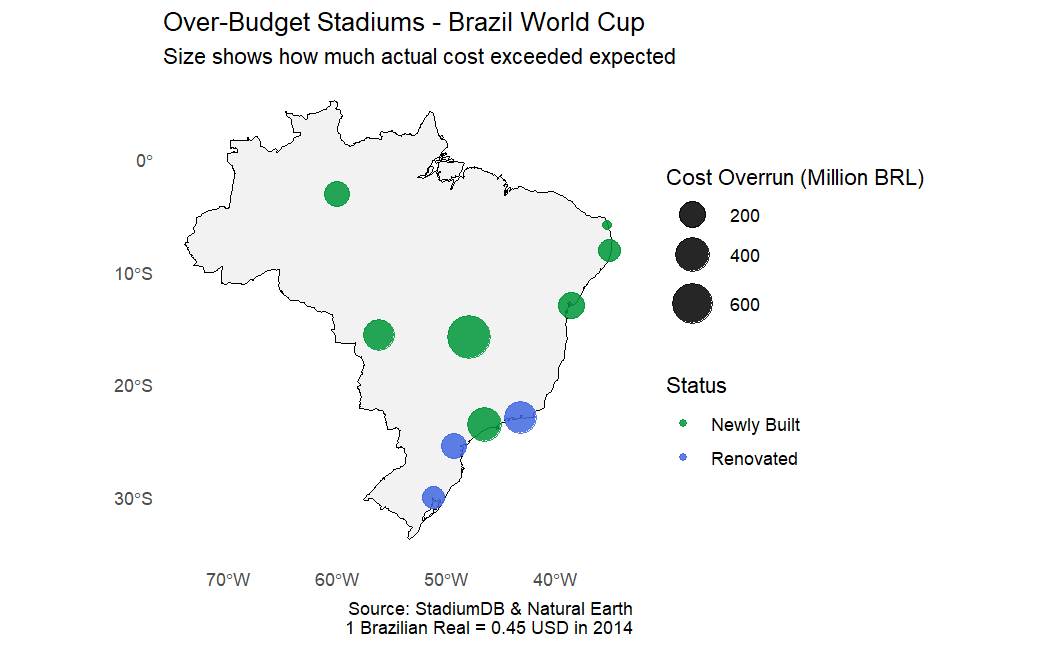 Over-Budget Stadiums - Brazil World Cup
Size shows how much actual cost exceeded expected
0°
10°S
20°S
30°S
70°W
60°W
50°W
40°W
Cost Overrun (Million BRL)
200
400
600
Status
Newly Built
Renovated
Source: StadiumDB & Natural Earth
1 Brazilian Real = 0.45 USD in 2014